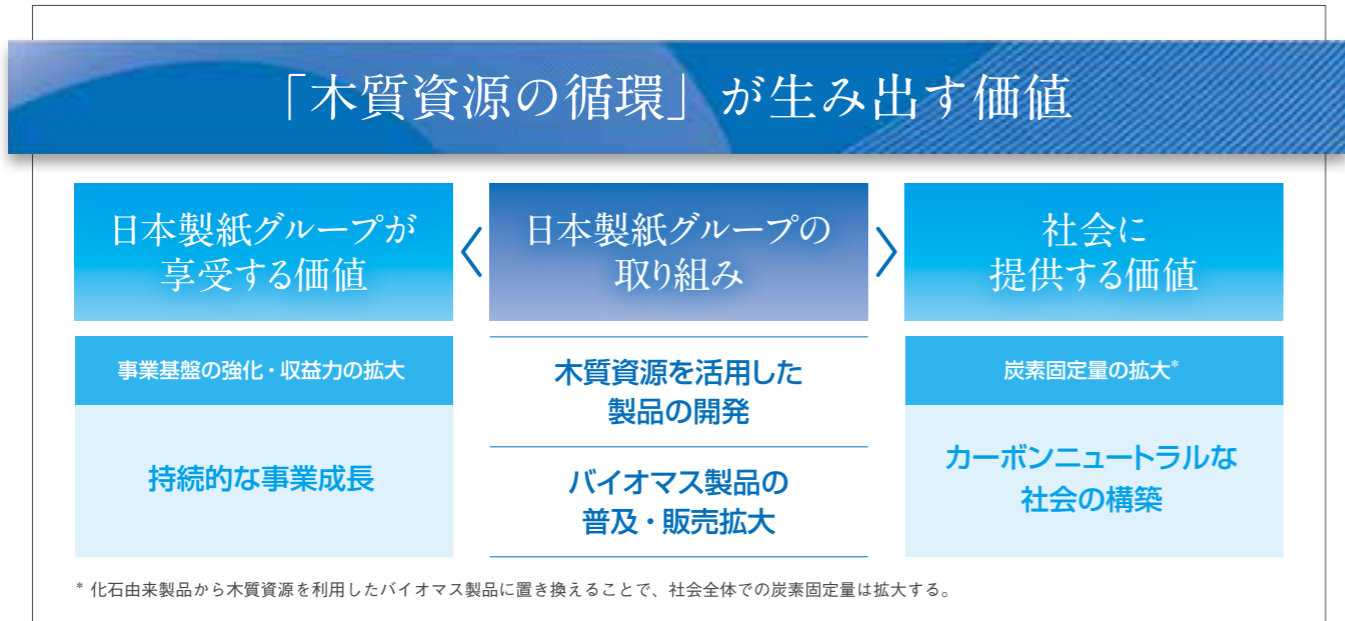 「木質資源の循環」が生み出す価値
日本製紙グループが
享受する価値
日本製紙グループの
取り組み
社会に
提供する価値
事業基盤の強化・収益力の拡大
持続的な事業成長
木質資源を活用した
製品の開発
バイオマス製品の
普及・販売拡大
炭素固定量の拡大*
カーボンニュートラルな
社会の構築
* 化石由来製品から木質資源を利用したバイオマス製品に置き換えることで、社会全体での炭素固定量は拡大する。